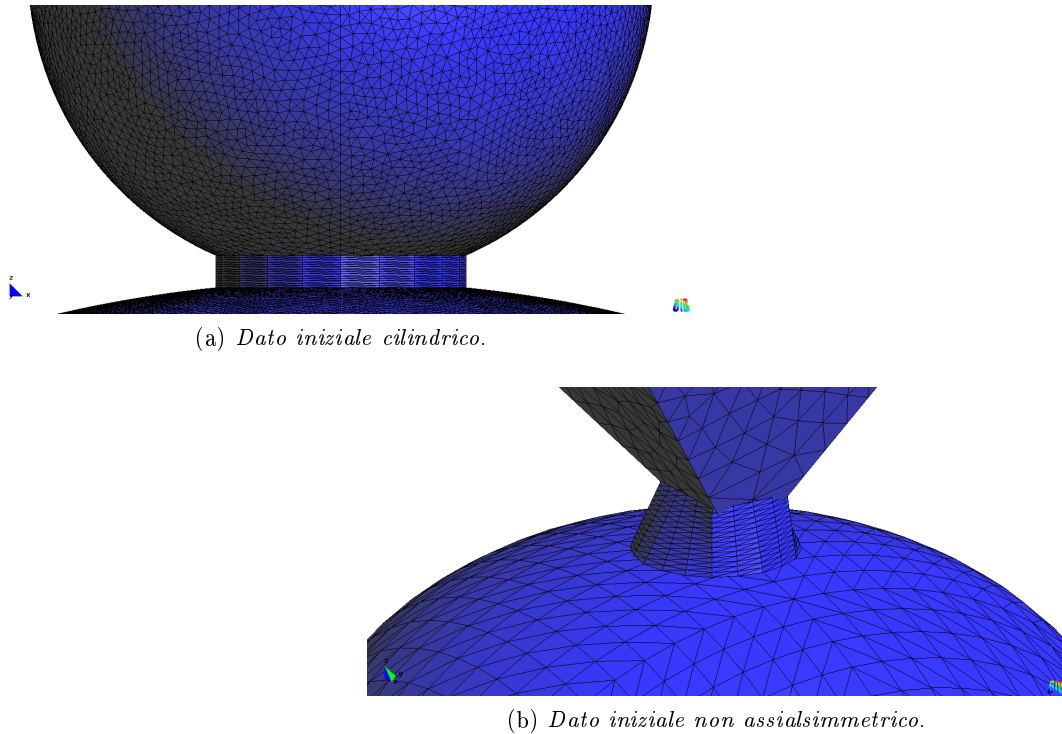 z
x
(a) Dato iniziale cilindrico.
(b) Dato iniziale non assialsimmetrico.